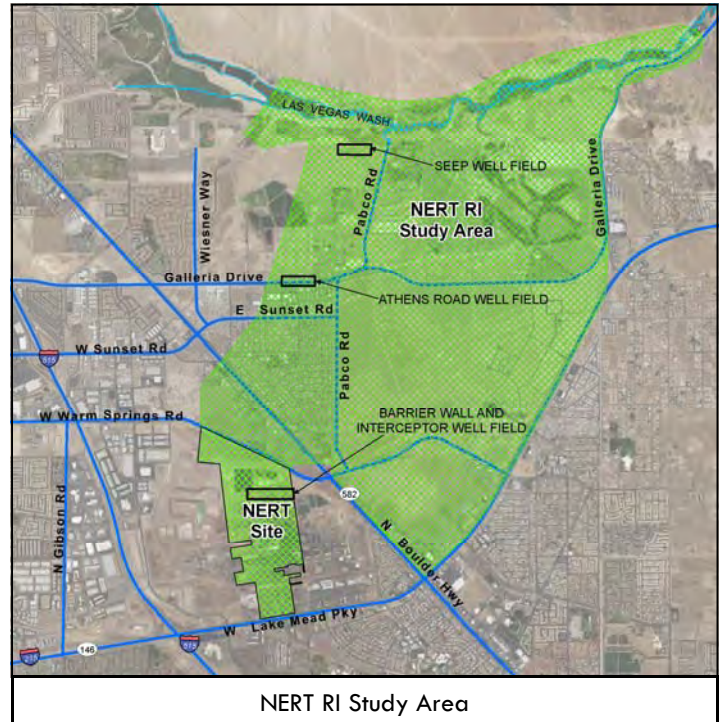 LAS VEGAS WASH
SEEP WELL FIELD
Wiesner Way
Pabco Rd
NERT RI
Study Area
Galleria Drive
Galleria Drive
ATHENS ROAD WELL FIELD
E Sunset Rd
W Sunset Rd
515
Pabco Rd
W Warm Springs Rd
BARRIER WALL AND
INTERCEPTOR WELL FIELD
N Gibson Rd
NERT
Site
582
N Boulder Hwy
W Lake Mead Pky
515
146
215
NERT RI Study Area